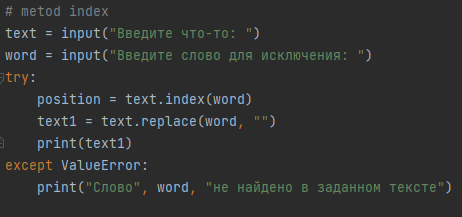 # metod index
text = input("Введите что-то: ")
word = input("Введите слово для исключения: ")
try:
    position = text.index(word)
    text1 = text.replace(word, "")
    print(text1)
except ValueError:
    print("Слово", word, "не найдено в заданном тексте")